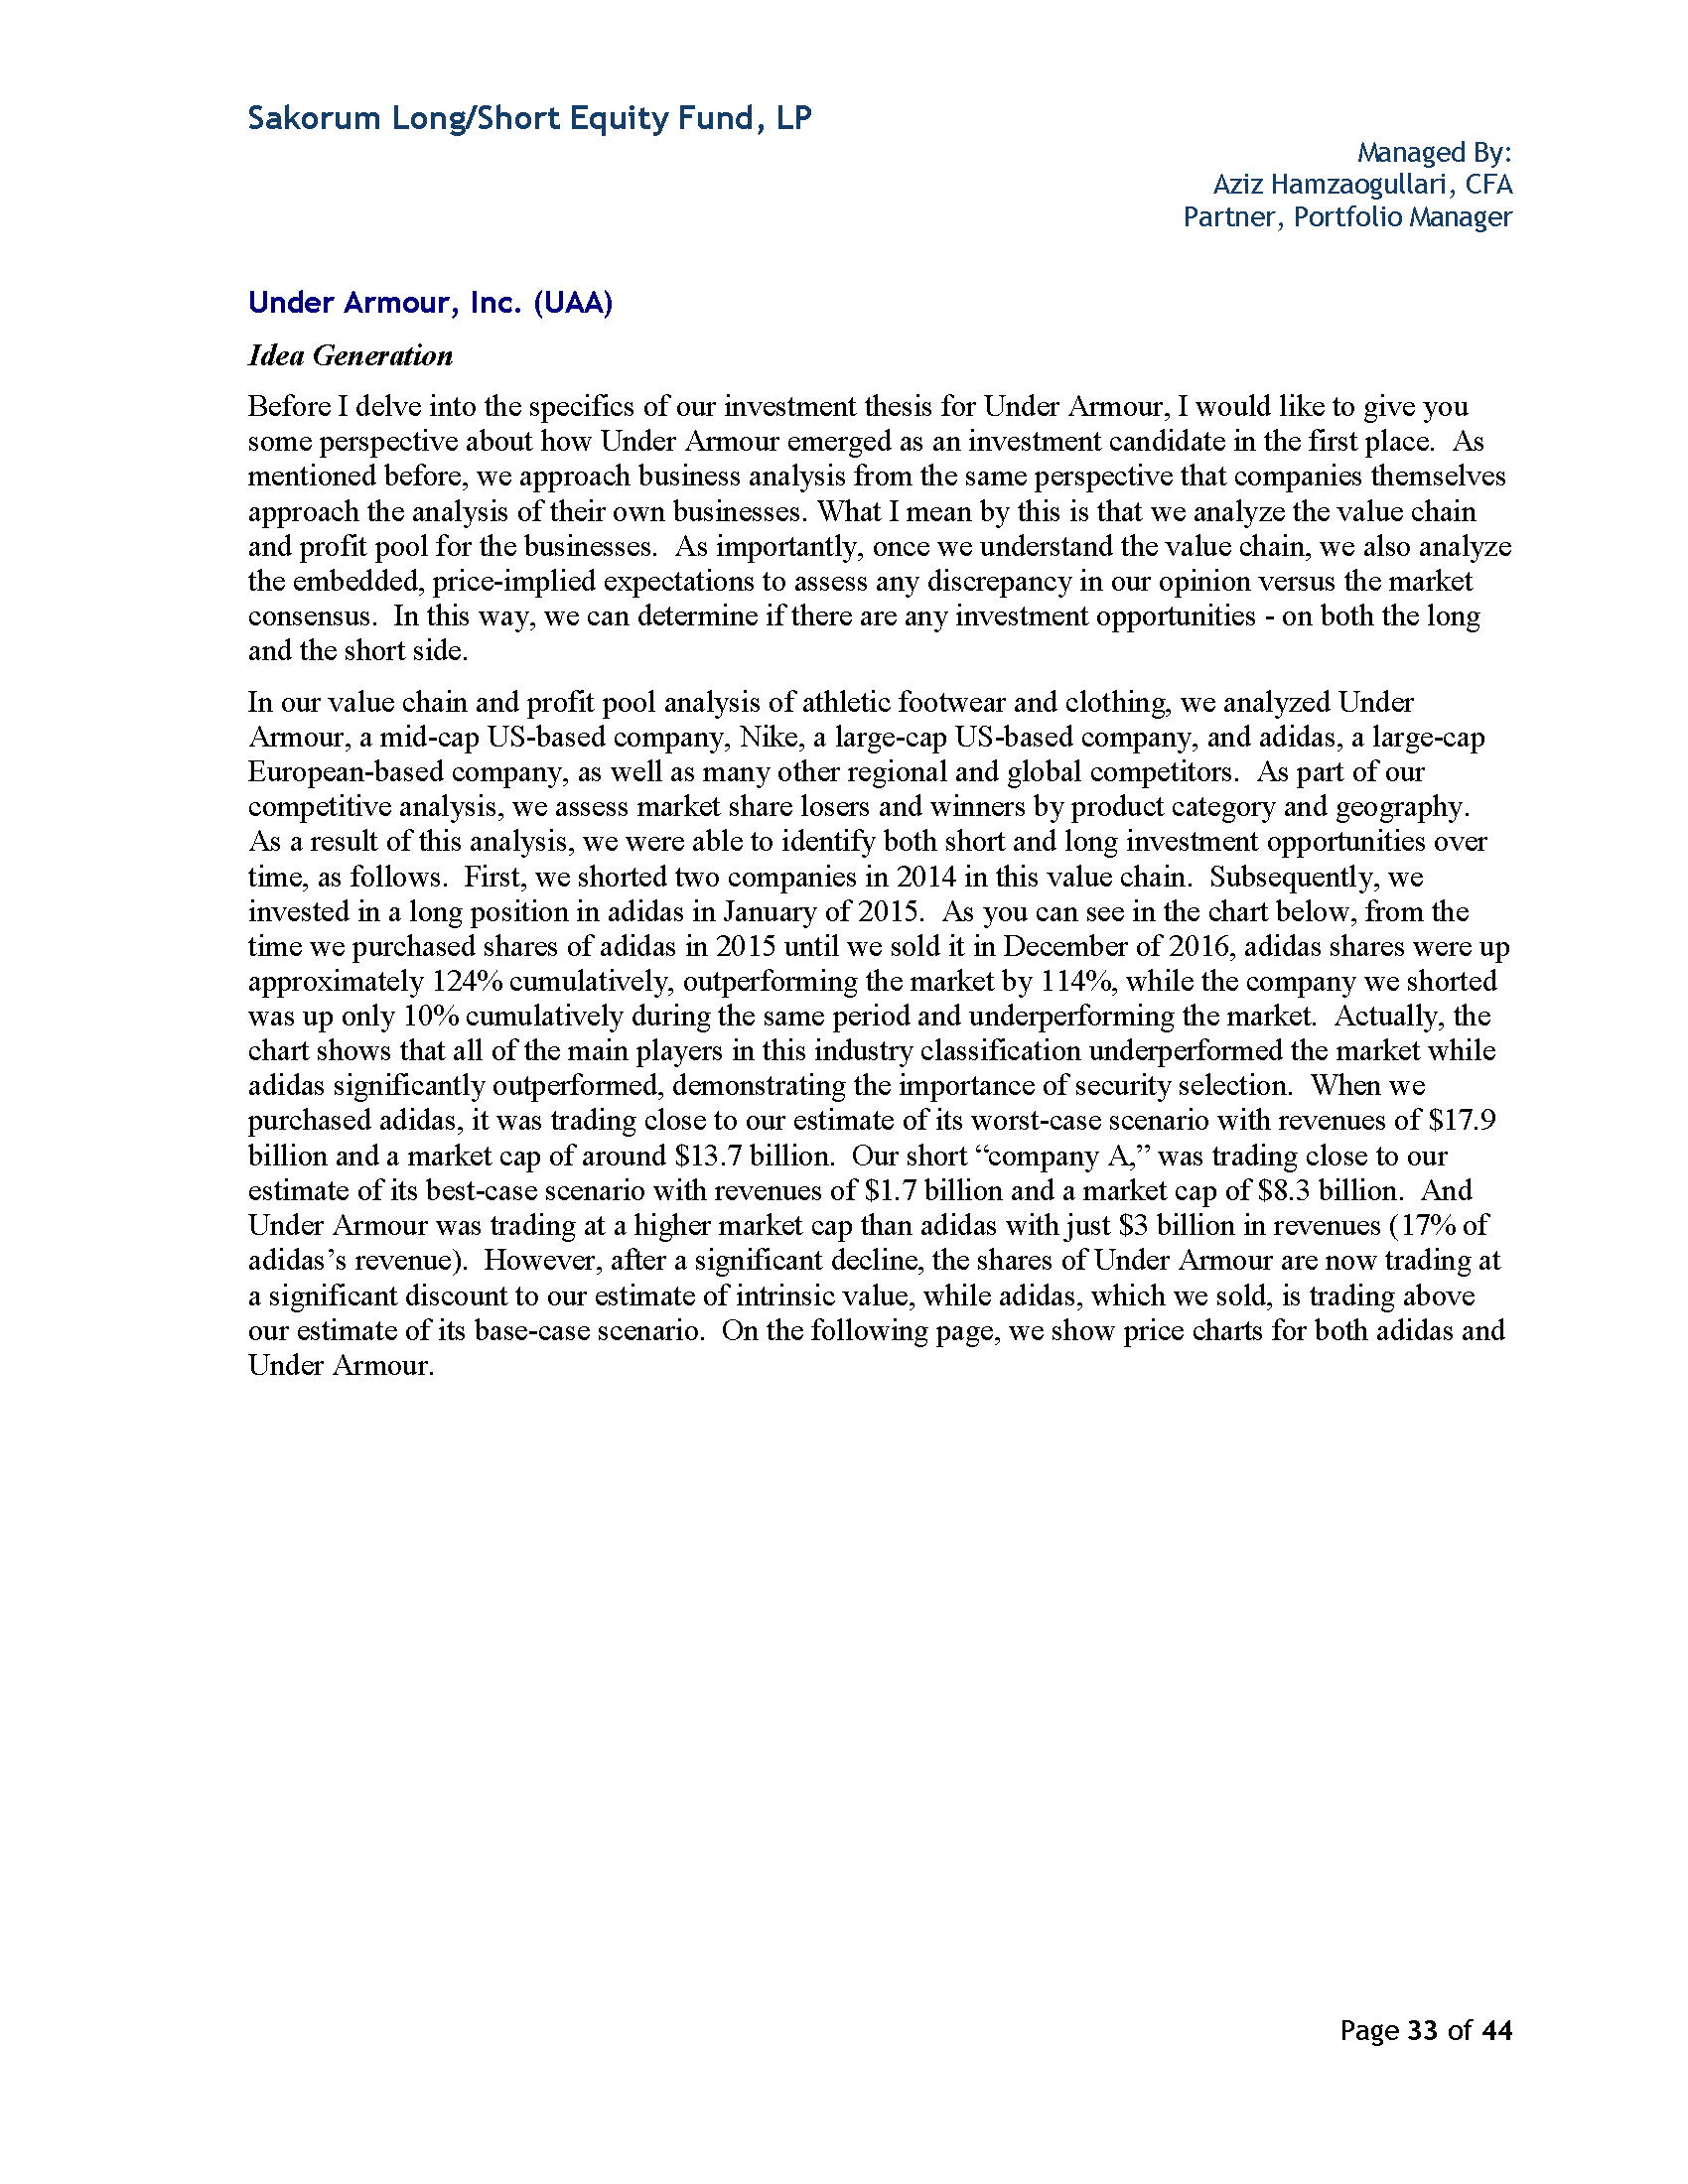 Sakorum Long/Short Equity Fund, LP
Managed By:
Aziz Hamzaogullari, CFA
Partner, Portfolio Manager
Under Armour, Inc. (UAA)
Idea Generation
Before I delve into the specifics of our investment thesis for Under Armour, I would like to give you
some perspective about how Under Armour emerged as an investment candidate in the first place.  As
mentioned before, we approach business analysis from the same perspective that companies themselves
approach the analysis of their own businesses. What I mean by this is that we analyze the value chain
and profit pool for the businesses.  As importantly, once we understand the value chain, we also analyze
the embedded, price-implied expectations to assess any discrepancy in our opinion versus the market
consensus.  In this way, we can determine if there are any investment opportunities - on both the long
and the short side.
In our value chain and profit pool analysis of athletic footwear and clothing, we analyzed Under
Armour, a mid-cap US-based company, Nike, a large-cap US-based company, and adidas, a large-cap
European-based company, as well as many other regional and global competitors.  As part of our
competitive analysis, we assess market share losers and winners by product category and geography.
As a result of this analysis, we were able to identify both short and long investment opportunities over
time, as follows.  First, we shorted two companies in 2014 in this value chain.  Subsequently, we
invested in a long position in adidas in January of 2015.  As you can see in the chart below, from the
time we purchased shares of adidas in 2015 until we sold it in December of 2016, adidas shares were up
approximately 124% cumulatively, outperforming the market by 114%, while the company we shorted
was up only 10% cumulatively during the same period and underperforming the market.  Actually, the
chart shows that all of the main players in this industry classification underperformed the market while
adidas significantly outperformed, demonstrating the importance of security selection.  When we
purchased adidas, it was trading close to our estimate of its worst-case scenario with revenues of $17.9
billion and a market cap of around $13.7 billion.  Our short “company A,” was trading close to our
estimate of its best-case scenario with revenues of $1.7 billion and a market cap of $8.3 billion.  And
Under Armour was trading at a higher market cap than adidas with just $3 billion in revenues (17% of
adidas’s revenue).  However, after a significant decline, the shares of Under Armour are now trading at
a significant discount to our estimate of intrinsic value, while adidas, which we sold, is trading above
our estimate of its base-case scenario.  On the following page, we show price charts for both adidas and
Under Armour.
Page 33 of 44